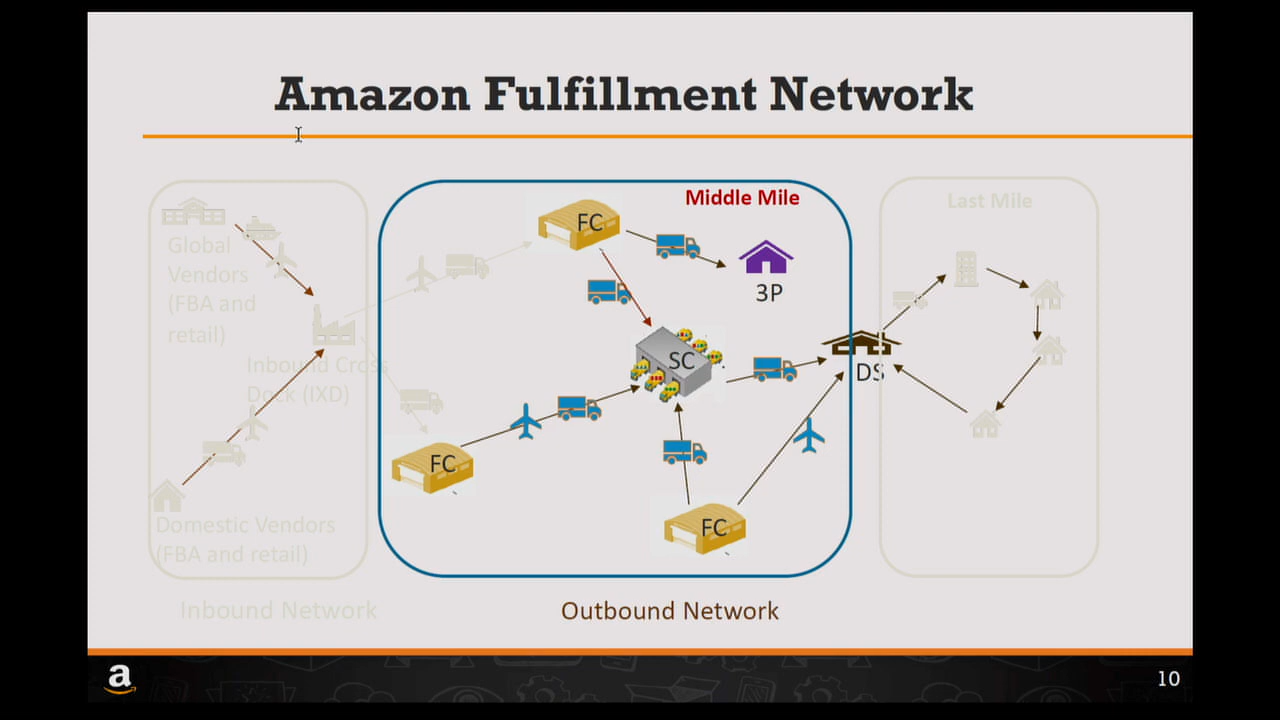 Amazon Fulfillment Network
Global
Vendors
(FBA and
retail)
Inbound Cross
Dock (IXD)
Domestic Vendors
(FBA and retail)
Inbound Network
Middle Mile
FC
3P
SC
FC
FC
DS
Outbound Network
Last Mile
a
10